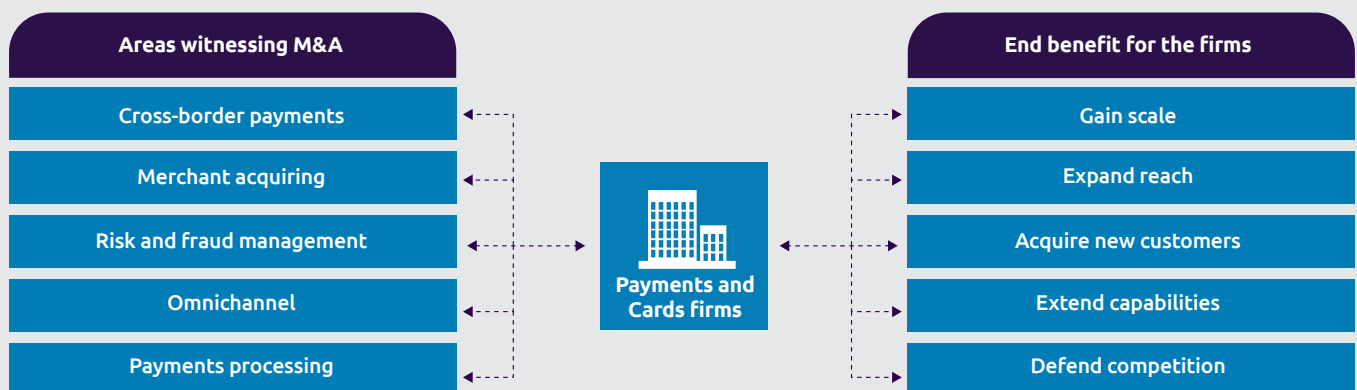 Areas witnessing M&A
Cross-border payments
Merchant acquiring
Risk and fraud management
Omnichannel
Payments processing
Payments and
Cards firms
End benefit for the firms
Gain scale
Expand reach
Acquire new customers
Extend capabilities
Defend competition